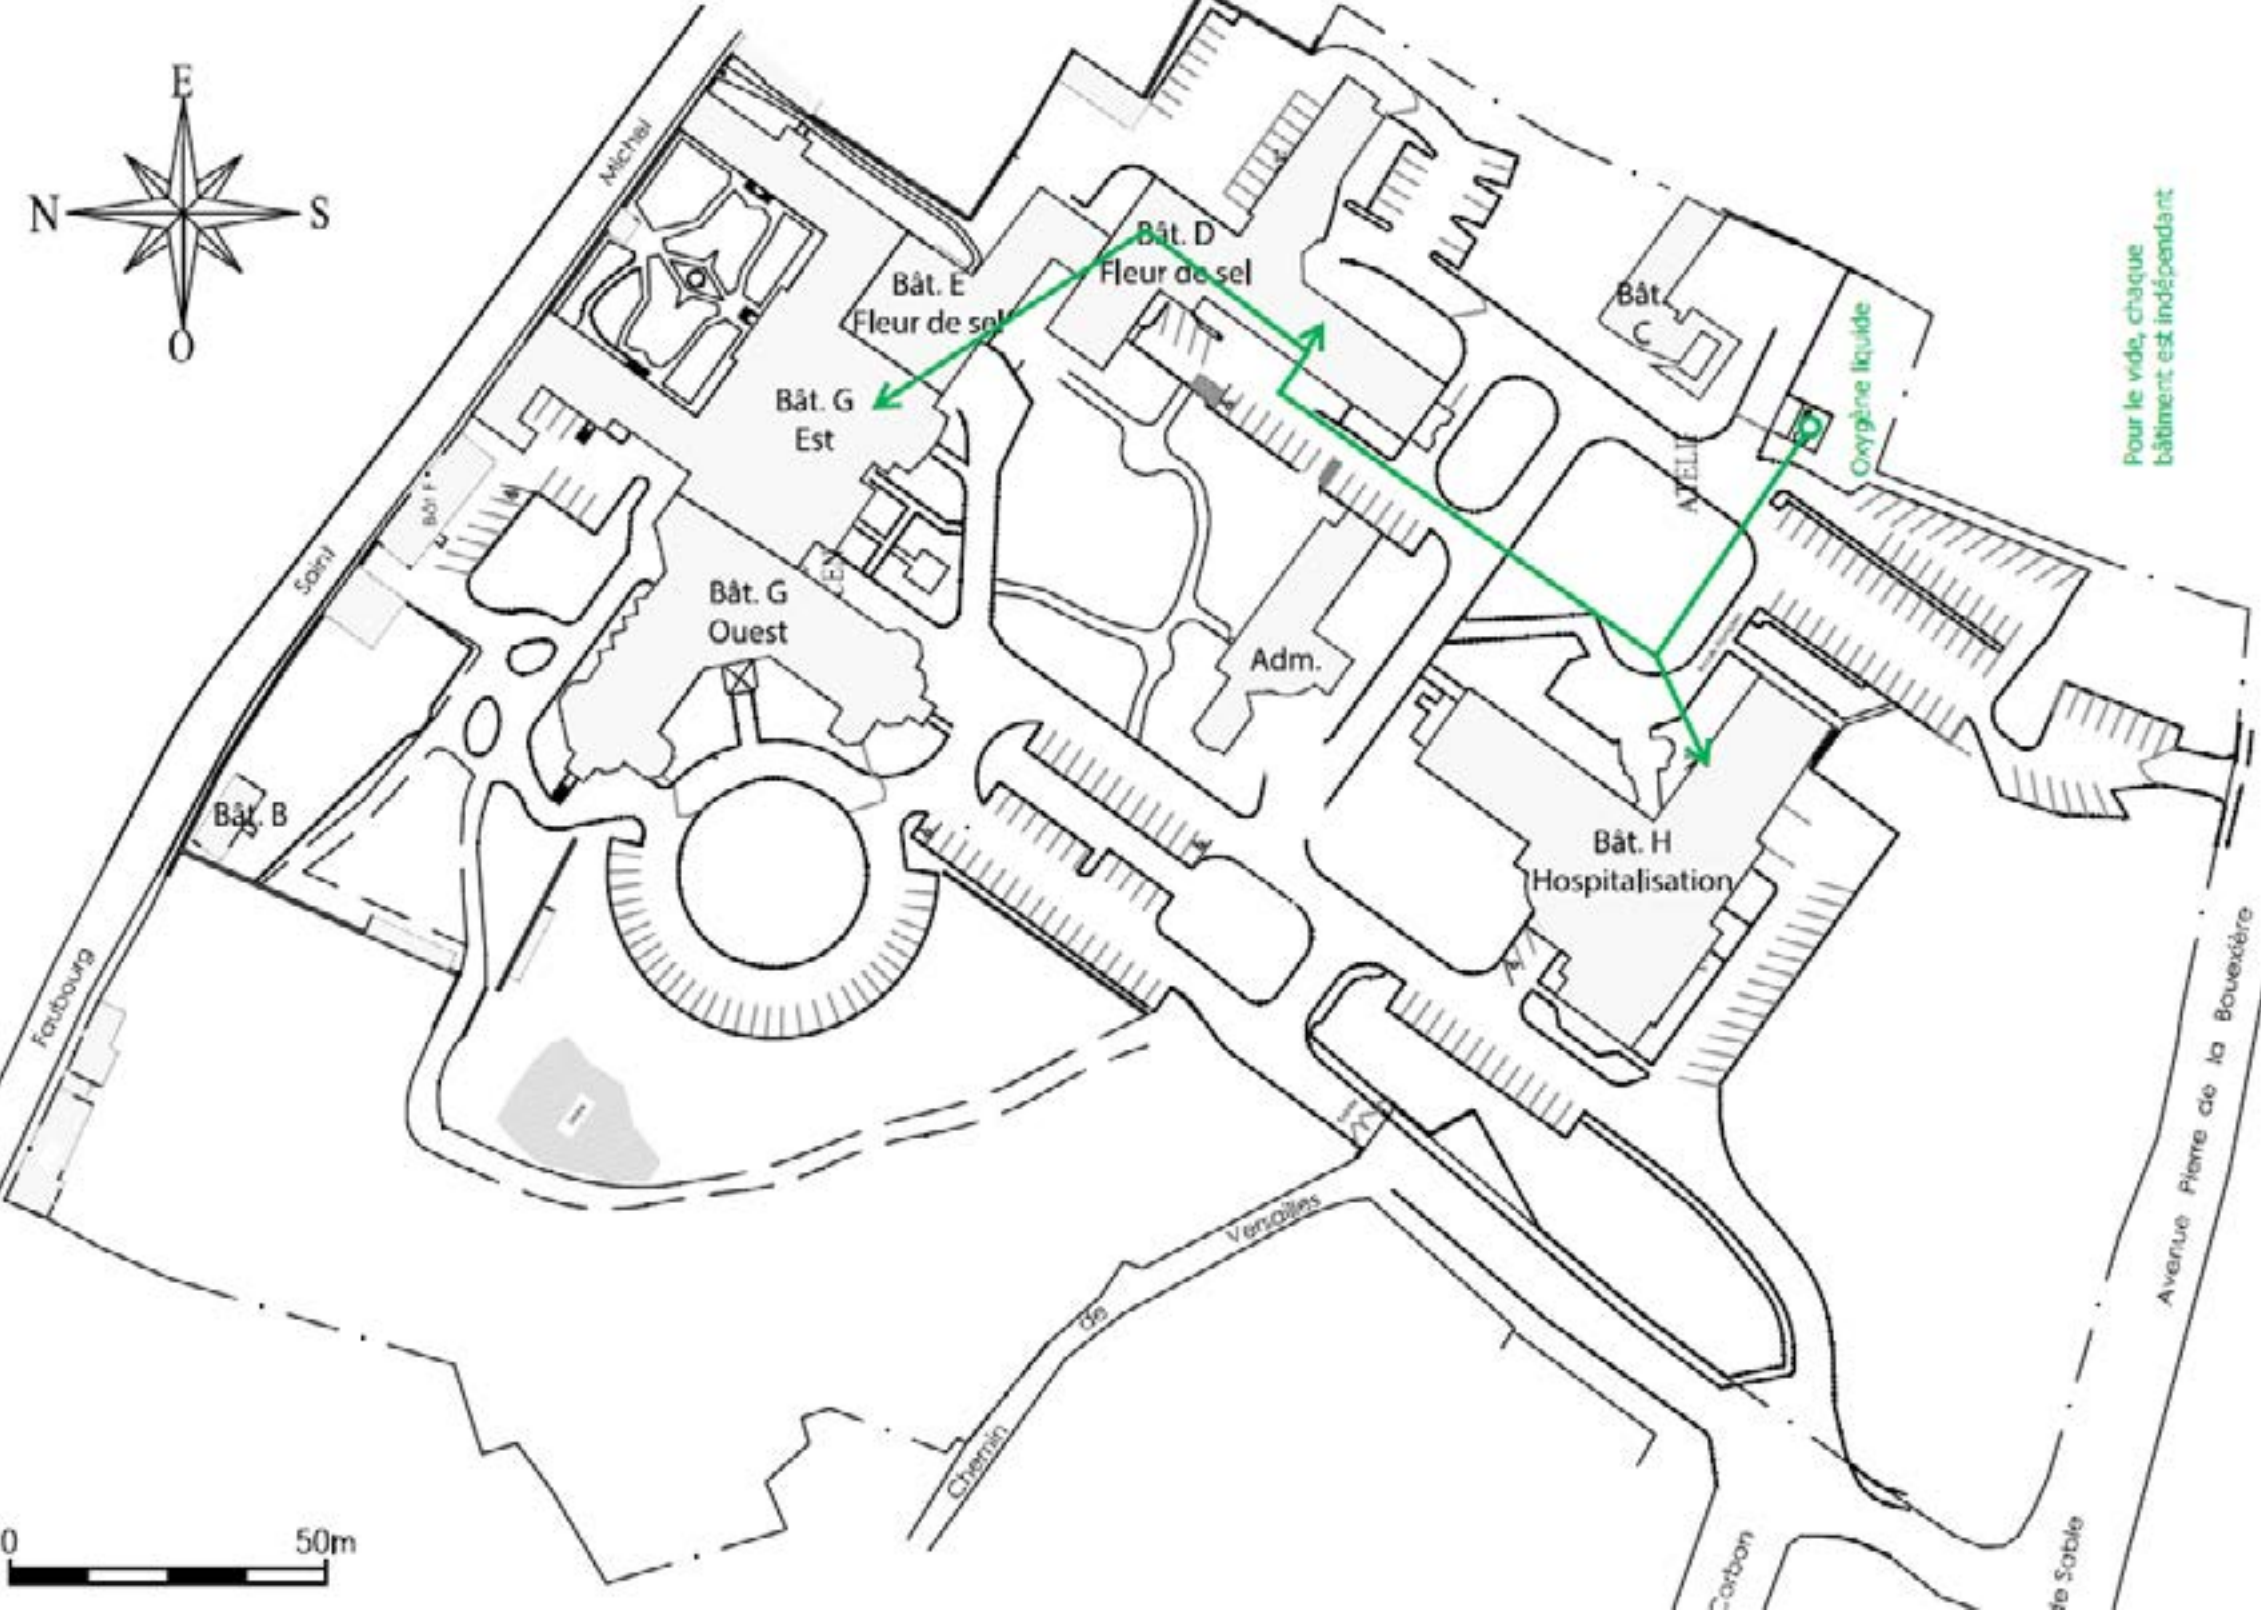 E
N
S
O
Michel
Saint
Faubourg
Bât. D
Fleur de sel
Bât. E
Fleur de sel
Bât.
C
Oxygène liquide
Pour le vide, chaque
bâtiment est indépendant
Bât. G
Est
ATELIE
Bât F
Bât. G
Ouest
Adm.
Bât. B
Bât. H
Hospitalisation
Avenue Pierre de la Bouexière
Chemin de Versailles
Corbon
de Sable
0
50m